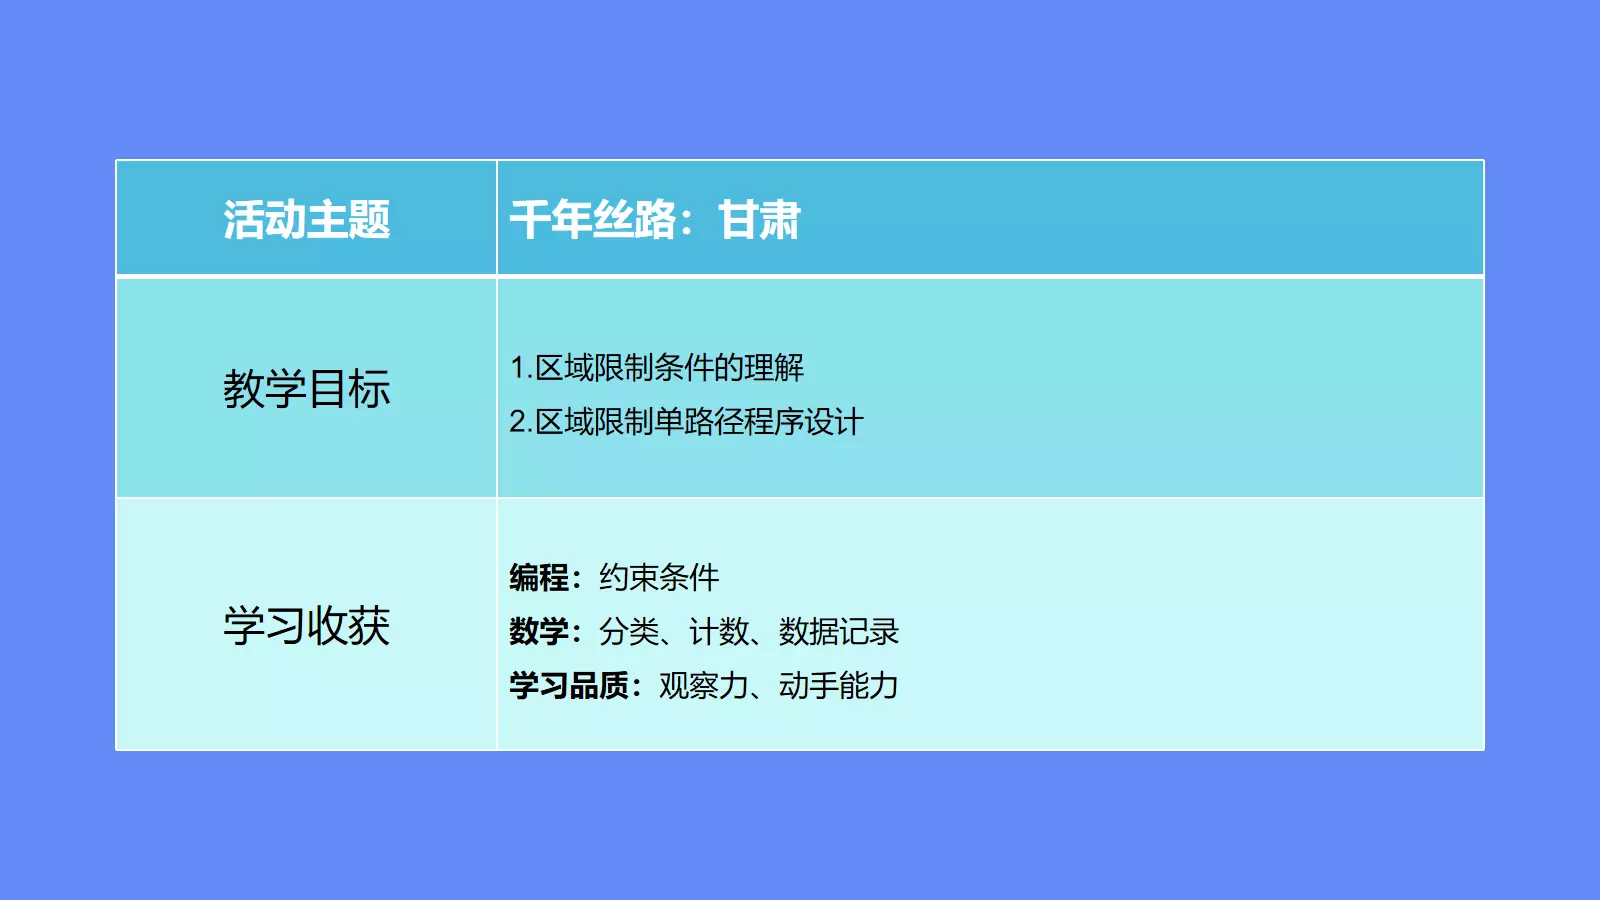 活动主题
千年丝路：甘肃
教学目标
1.区域限制条件的理解
2.区域限制单路径程序设计
学习收获
编程：约束条件
数学：分类、计数、数据记录
学习品质：观察力、动手能力